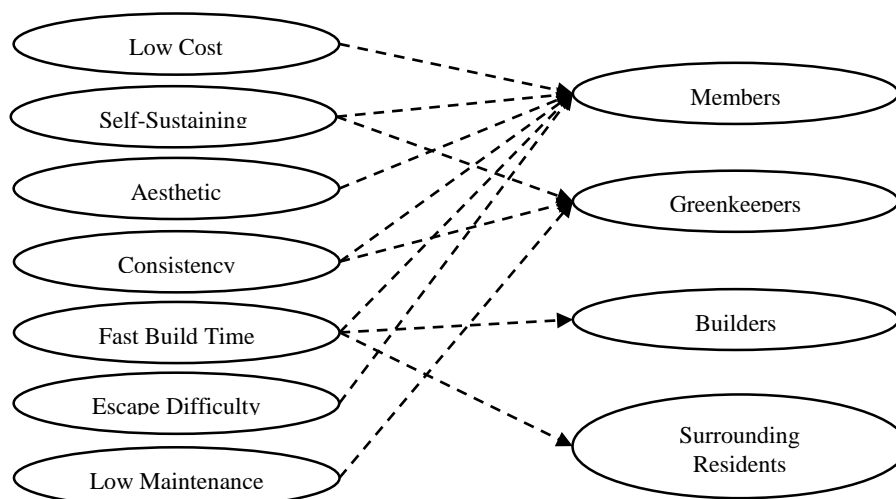 Low Cost
Self-Sustaining
Aesthetic
Consistency
Fast Build Time
Escape Difficulty
Low Maintenance
Members
Greenkeepers
Builders
Surrounding
Residents